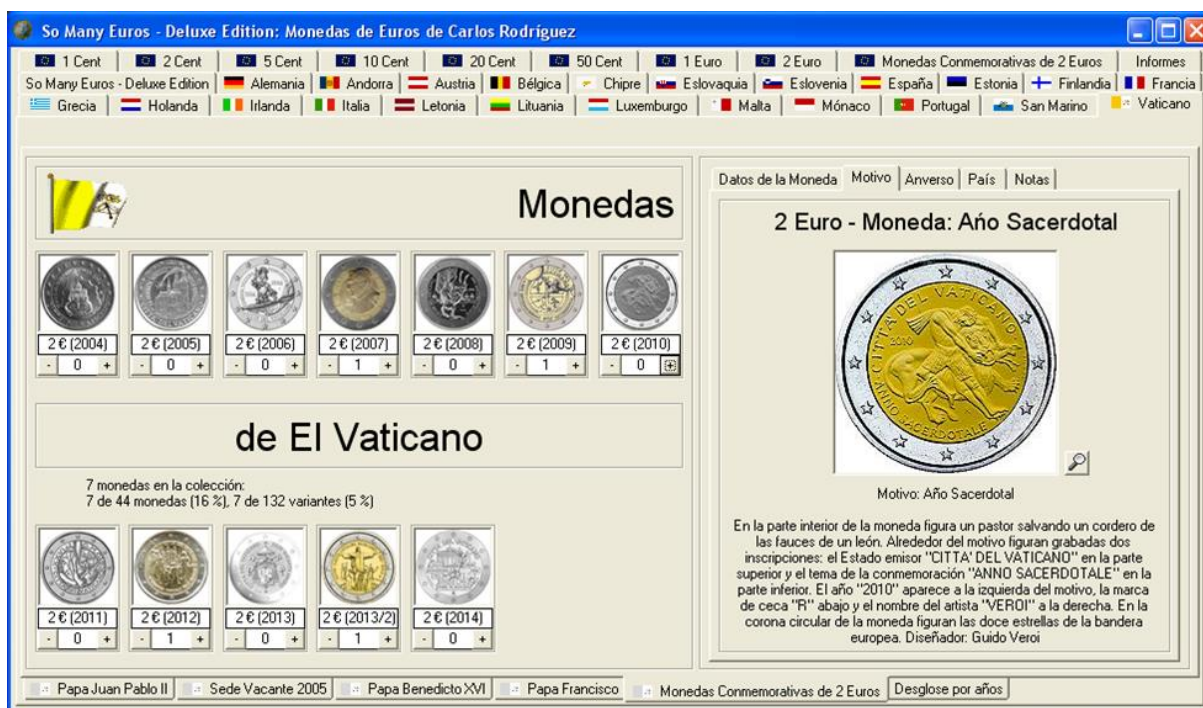 So Many Euros - Deluxe Edition: Monedas de Euros de Carlos Rodríguez
1 Cent 2 Cent 5 Cent 10 Cent 20 Cent 50 Cent 1 Euro 2 Euro Monedas Conmemorativas de 2 Euros Informes
So Many Euros - Deluxe Edition Alemania Andorra Austria Bélgica Chipre Eslovaquia Eslovenia España Estonia Finlandia Francia
Grecia Holanda Irlanda Italia Letonia Lituania Luxemburgo Malta Mónaco Portugal San Marino Vaticano
Monedas
2 € (2004) 2 € (2005) 2 € (2006) 2 € (2007) 2 € (2008) 2 € (2009) 2 € (2010)
- 0 + - 0 + - 0 + - 1 + - 0 + - 1 + - 0 +
de El Vaticano
7 monedas en la colección:
7 de 44 monedas (16 %), 7 de 132 variantes (5 %)
2 € (2011) 2 € (2012) 2 € (2013) 2 € (2013/2) 2 € (2014)
- 0 + - 1 + - 0 + - 1 + - 0 +
Datos de la Moneda Motivo Anverso País Notas
2 Euro - Moneda: Año Sacerdotal
CITTA' DEL VATICANO
2010
ANNO SACERDOTALE
Motivo: Año Sacerdotal
En la parte interior de la moneda figura un pastor salvando un cordero de
las fauces de un león. Alrededor del motivo figuran grabadas dos
inscripciones: el Estado emisor "CITTA' DEL VATICANO" en la parte
superior y el tema de la conmemoración "ANNO SACERDOTALE" en la
parte inferior. El año "2010" aparece a la izquierda del motivo, la marca
de ceca "R" abajo y el nombre del artista "VEROI" a la derecha. En la
corona circular de la moneda figuran las doce estrellas de la bandera
europea. Diseñador: Guido Veroi
Papa Juan Pablo II Sede Vacante 2005 Papa Benedicto XVI Papa Francisco Monedas Conmemorativas de 2 Euros Desglose por años